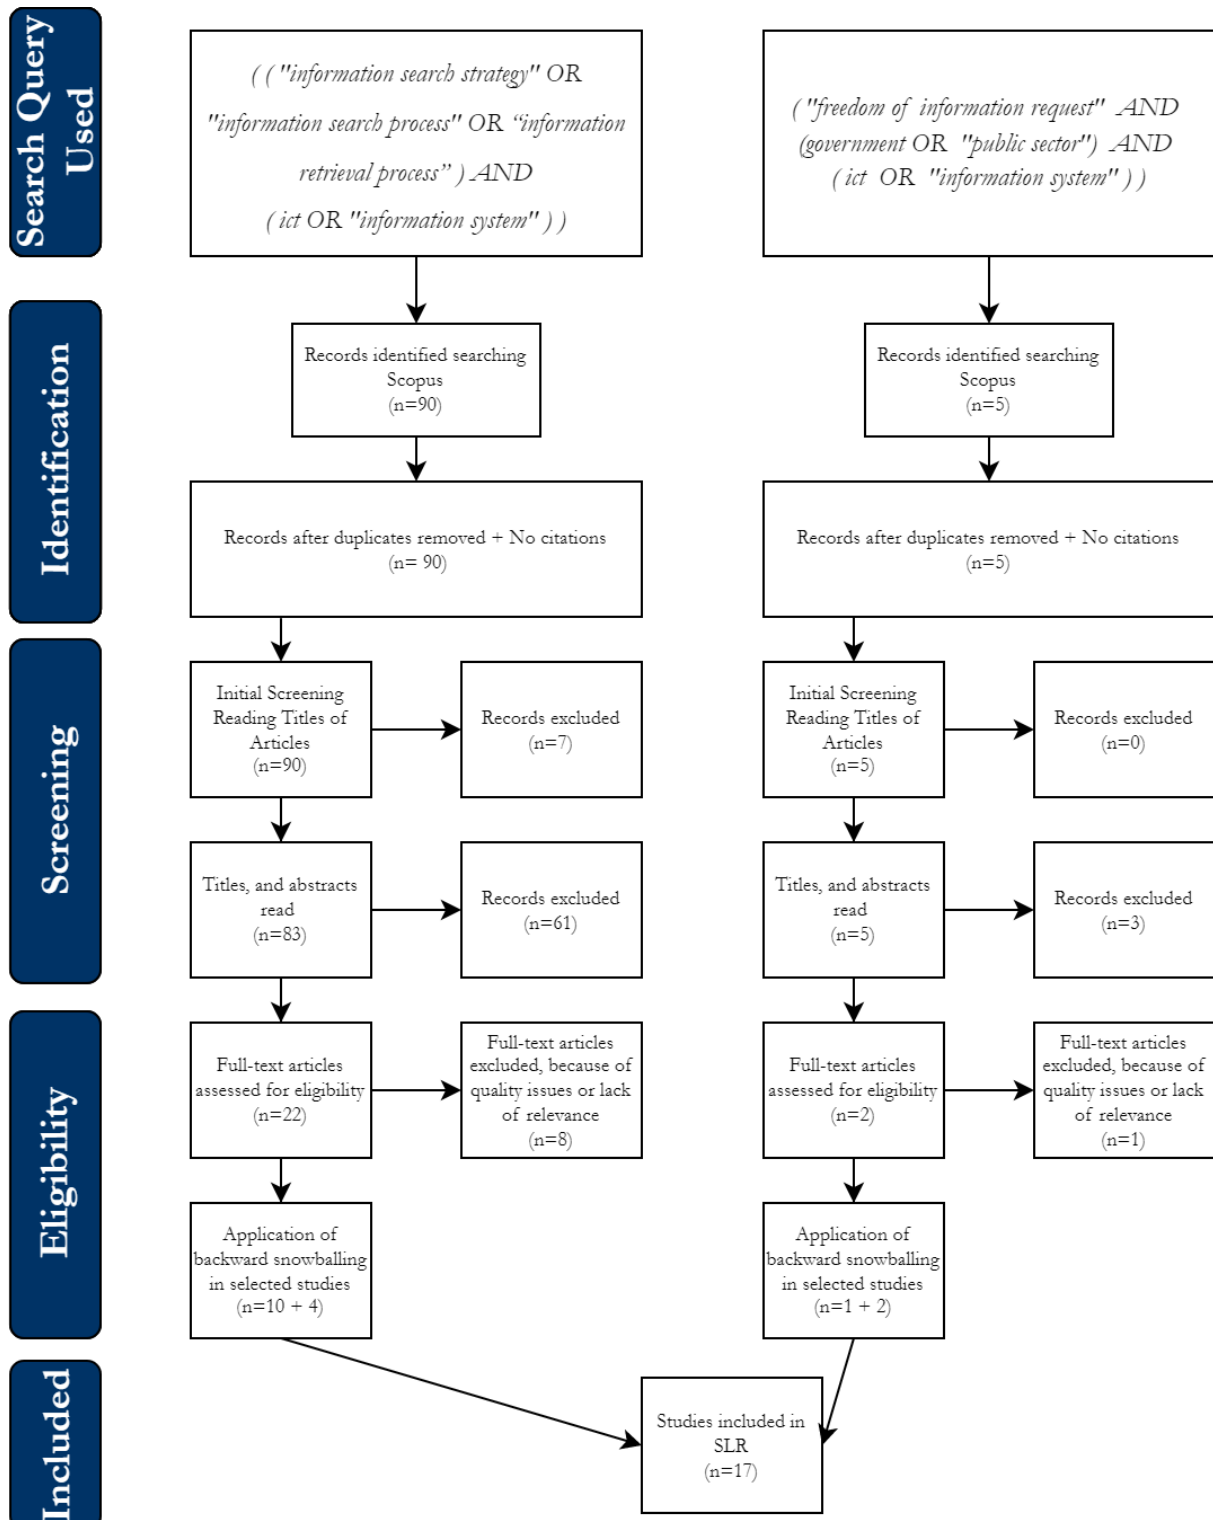 Search Query
Used
( ( "information search strategy" OR
"information search process" OR “information
retrieval process” ) AND
( ict OR "information system" ) )
( "freedom of information request" AND
(government OR "public sector") AND
( ict OR "information system" ) )
Identification
Records identified searching
Scopus
(n=90)
Records identified searching
Scopus
(n=5)
Records after duplicates removed + No citations
(n= 90)
Records after duplicates removed + No citations
(n=5)
Screening
Initial Screening
Reading Titles of
Articles
(n=90)
Records excluded
(n=7)
Initial Screening
Reading Titles of
Articles
(n=5)
Records excluded
(n=0)
Titles, and abstracts
read
(n=83)
Records excluded
(n=61)
Titles, and abstracts
read
(n=5)
Records excluded
(n=3)
Eligibility
Full-text articles
assessed for eligibility
(n=22)
Full-text articles
excluded, because of
quality issues or lack
of relevance
(n=8)
Full-text articles
assessed for eligibility
(n=2)
Full-text articles
excluded, because of
quality issues or lack
of relevance
(n=1)
Application of
backward snowballing
in selected studies
(n=10 + 4)
Application of
backward snowballing
in selected studies
(n=1 + 2)
Included
Studies included in
SLR
(n=17)